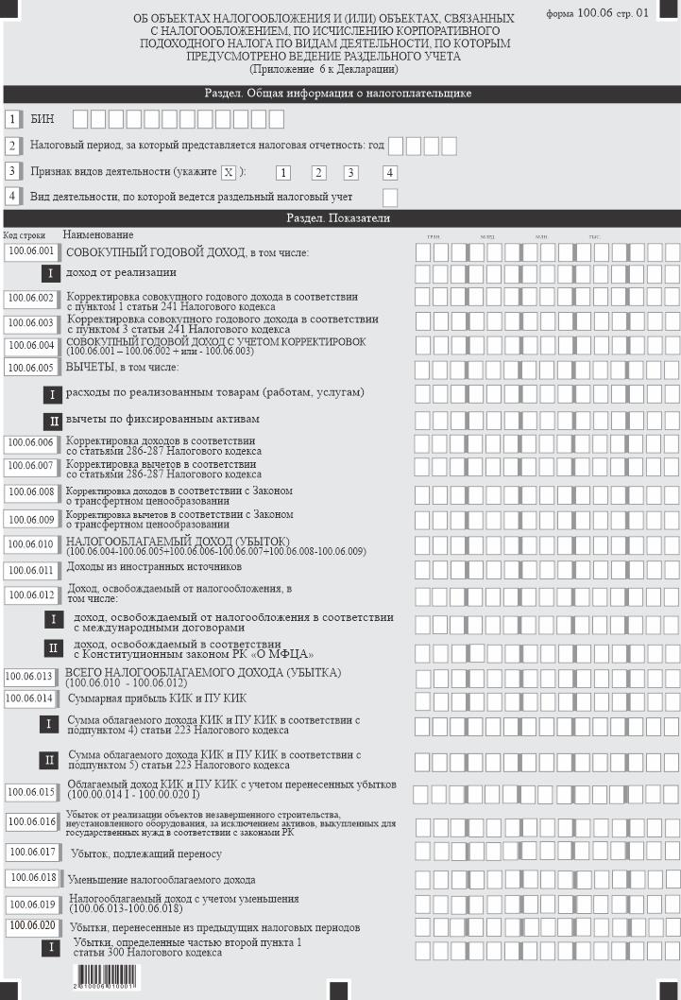 форма 100.06 стр. 01
ОБ ОБЪЕКТАХ НАЛОГООБЛОЖЕНИЯ И (ИЛИ) ОБЪЕКТАХ, СВЯЗАННЫХ
С НАЛОГООБЛОЖЕНИЕМ, ПО ИСЧИСЛЕНИЮ КОРПОРАТИВНОГО
ПОДОХОДНОГО НАЛОГА ПО ВИДАМ ДЕЯТЕЛЬНОСТИ, ПО КОТОРЫМ
ПРЕДУСМОТРЕНО ВЕДЕНИЕ РАЗДЕЛЬНОГО УЧЕТА
(Приложение 6 к Декларации)
Раздел. Общая информация о налогоплательщике
1 БИН
2 Налоговый период, за который представляется налоговая отчетность: год
3 Признак видов деятельности (укажите X ): 1 2 3 4
4 Вид деятельности, по которой ведется раздельный налоговый учет
Раздел. Показатели
Код строки Наименование трлн. млрд. млн. тыс.
100.06.001 СОВОКУПНЫЙ ГОДОВОЙ ДОХОД, в том числе:
I доход от реализации
100.06.002 Корректировка совокупного годового дохода в соответствии
с пунктом 1 статьи 241 Налогового кодекса
100.06.003 Корректировка совокупного годового дохода в соответствии
с пунктом 3 статьи 241 Налогового кодекса
100.06.004 СОВОКУПНЫЙ ГОДОВОЙ ДОХОД С УЧЕТОМ КОРРЕКТИРОВОК
(100.06.001 – 100.06.002 + или - 100.06.003)
100.06.005 ВЫЧЕТЫ, в том числе:
I расходы по реализованным товарам (работам, услугам)
II вычеты по фиксированным активам
100.06.006 Корректировка доходов в соответствии
со статьями 286-287 Налогового кодекса
100.06.007 Корректировка вычетов в соответствии
со статьями 286-287 Налогового кодекса
100.06.008 Корректировка доходов в соответствии с Законом
о трансфертном ценообразовании
100.06.009 Корректировка вычетов в соответствии с Законом
о трансфертном ценообразовании
100.06.010 НАЛОГООБЛАГАЕМЫЙ ДОХОД (УБЫТОК)
(100.06.004-100.06.005+100.06.006-100.06.007+100.06.008-100.06.009)
100.06.011 Доходы из иностранных источников
100.06.012 Доход, освобождаемый от налогообложения, в
том числе:
I доход, освобождаемый от налогообложения в соответствии
с международными договорами
II доход, освобождаемый в соответствии
с Конституционным законом РК «О МФЦА»
100.06.013 ВСЕГО НАЛОГООБЛАГАЕМОГО ДОХОДА (УБЫТКА)
(100.06.010 - 100.06.012)
100.06.014 Суммарная прибыль КИК и ПУ КИК
I Сумма облагаемого дохода КИК и ПУ КИК в соответствии с
подпунктом 4) статьи 223 Налогового кодекса
II Сумма облагаемого дохода КИК и ПУ КИК в соответствии с
подпунктом 5) статьи 223 Налогового кодекса
100.06.015 Облагаемый доход КИК и ПУ КИК с учетом перенесенных убытков
(100.00.014 I - 100.00.020 I)
100.06.016 Убыток от реализации объектов незавершенного строительства,
неустановленного оборудования, за исключением активов, выкупленных для
государственных нужд в соответствии с законами РК
100.06.017 Убыток, подлежащий переносу
100.06.018 Уменьшение налогооблагаемого дохода
100.06.019 Налогооблагаемый доход с учетом уменьшения
(100.06.013-100.06.018)
100.06.020 Убытки, перенесенные из предыдущих налоговых периодов
I Убытки, определенные частью второй пункта 1
статьи 300 Налогового кодекса
2310006 010001